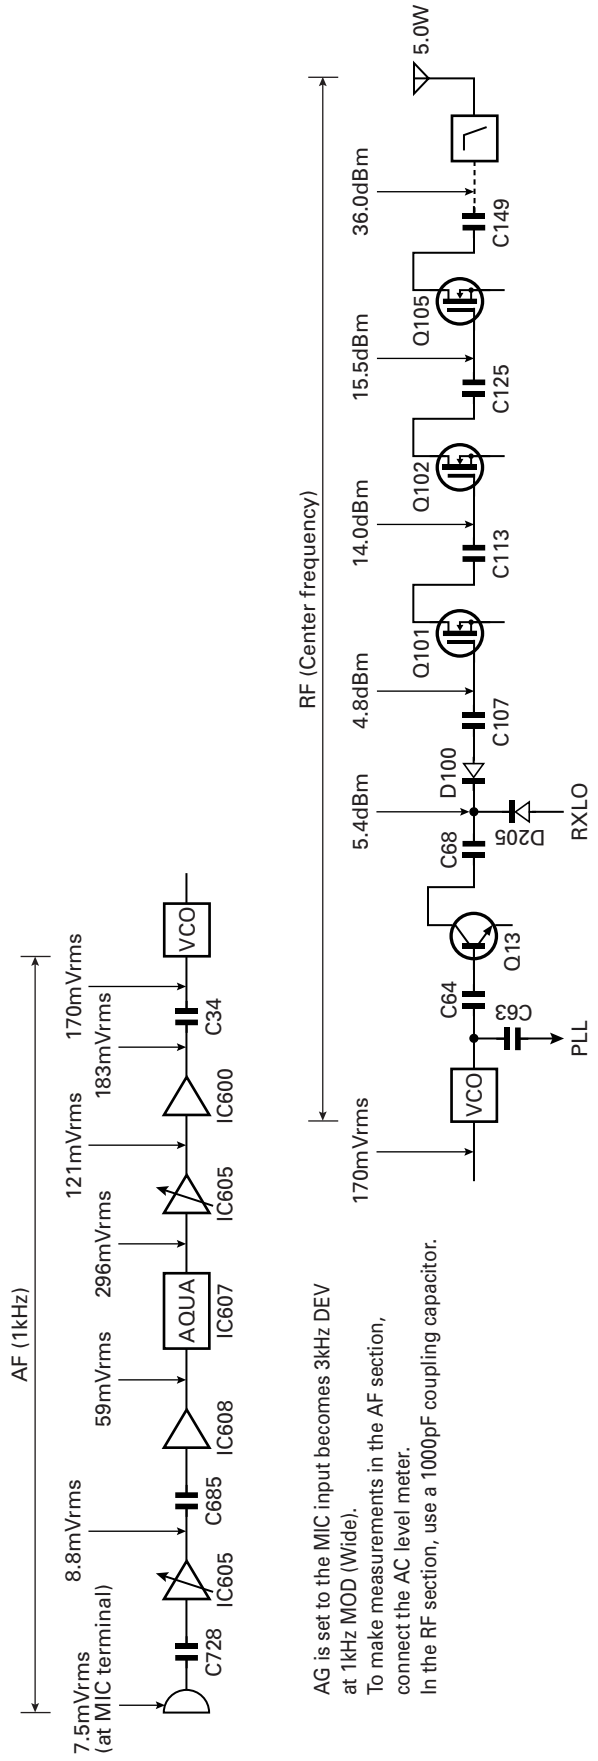 AF (1kHz)
7.5mVrms
(at MIC terminal)
8.8mVrms
59mVrms
296mVrms
121mVrms
183mVrms
170mVrms
C728
IC605
C685
IC608
AQUA
IC607
IC605
IC600
C34
VCO
AG is set to the MIC input becomes 3kHz DEV
at 1kHz MOD (Wide).
To make measurements in the AF section,
connect the AC level meter.
In the RF section, use a 1000pF coupling capacitor.
RF (Center frequency)
170mVrms
5.4dBm
4.8dBm
14.0dBm
15.5dBm
36.0dBm
5.0W
VCO
C63
PLL
C64
Q13
C68
D205
RXLO
D100
C107
Q101
C113
Q102
C125
Q105
C149